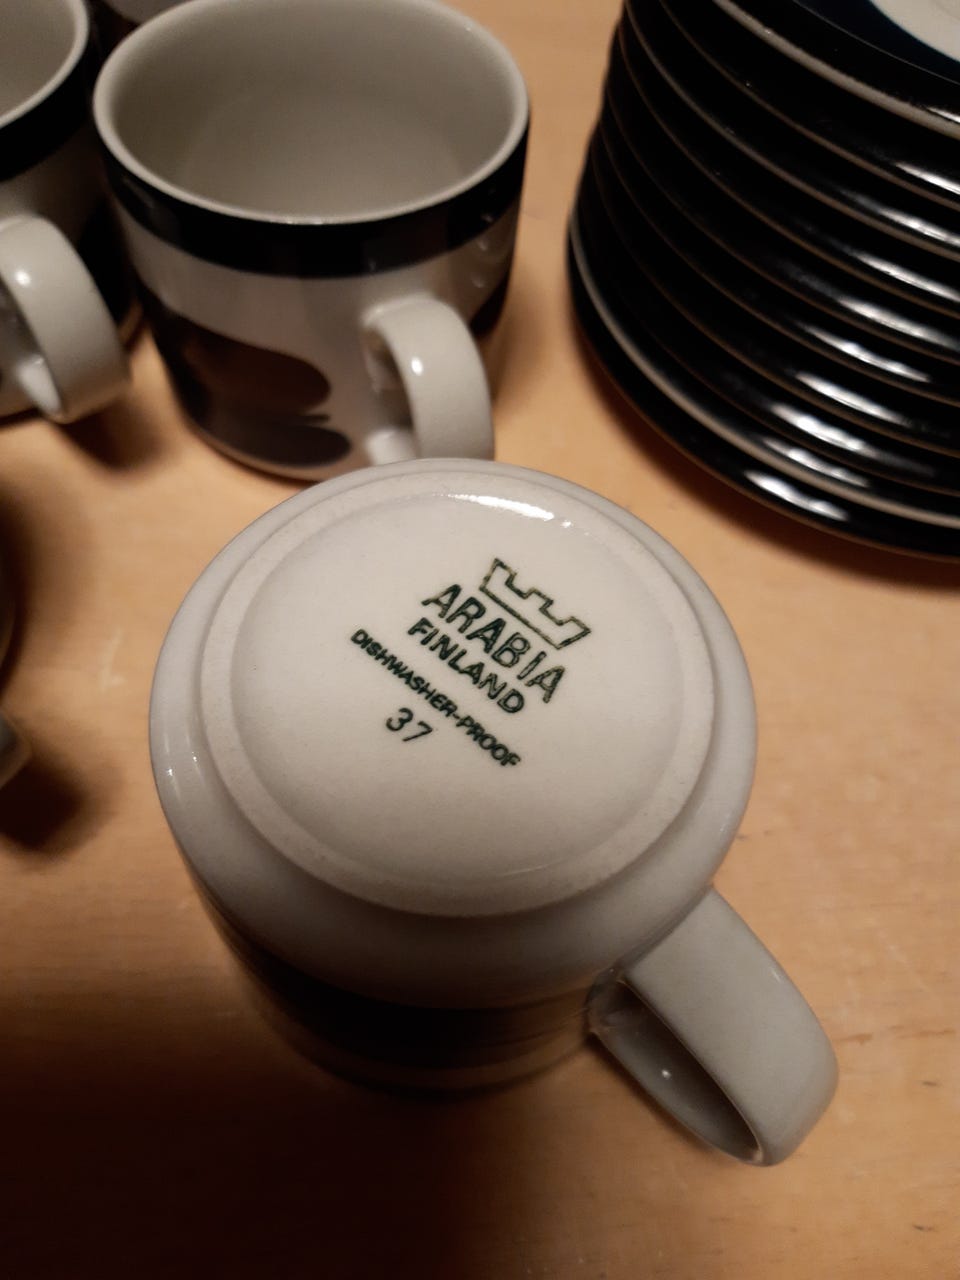 ARABIA
FINLAND
DISHWASHER-PROOF
37